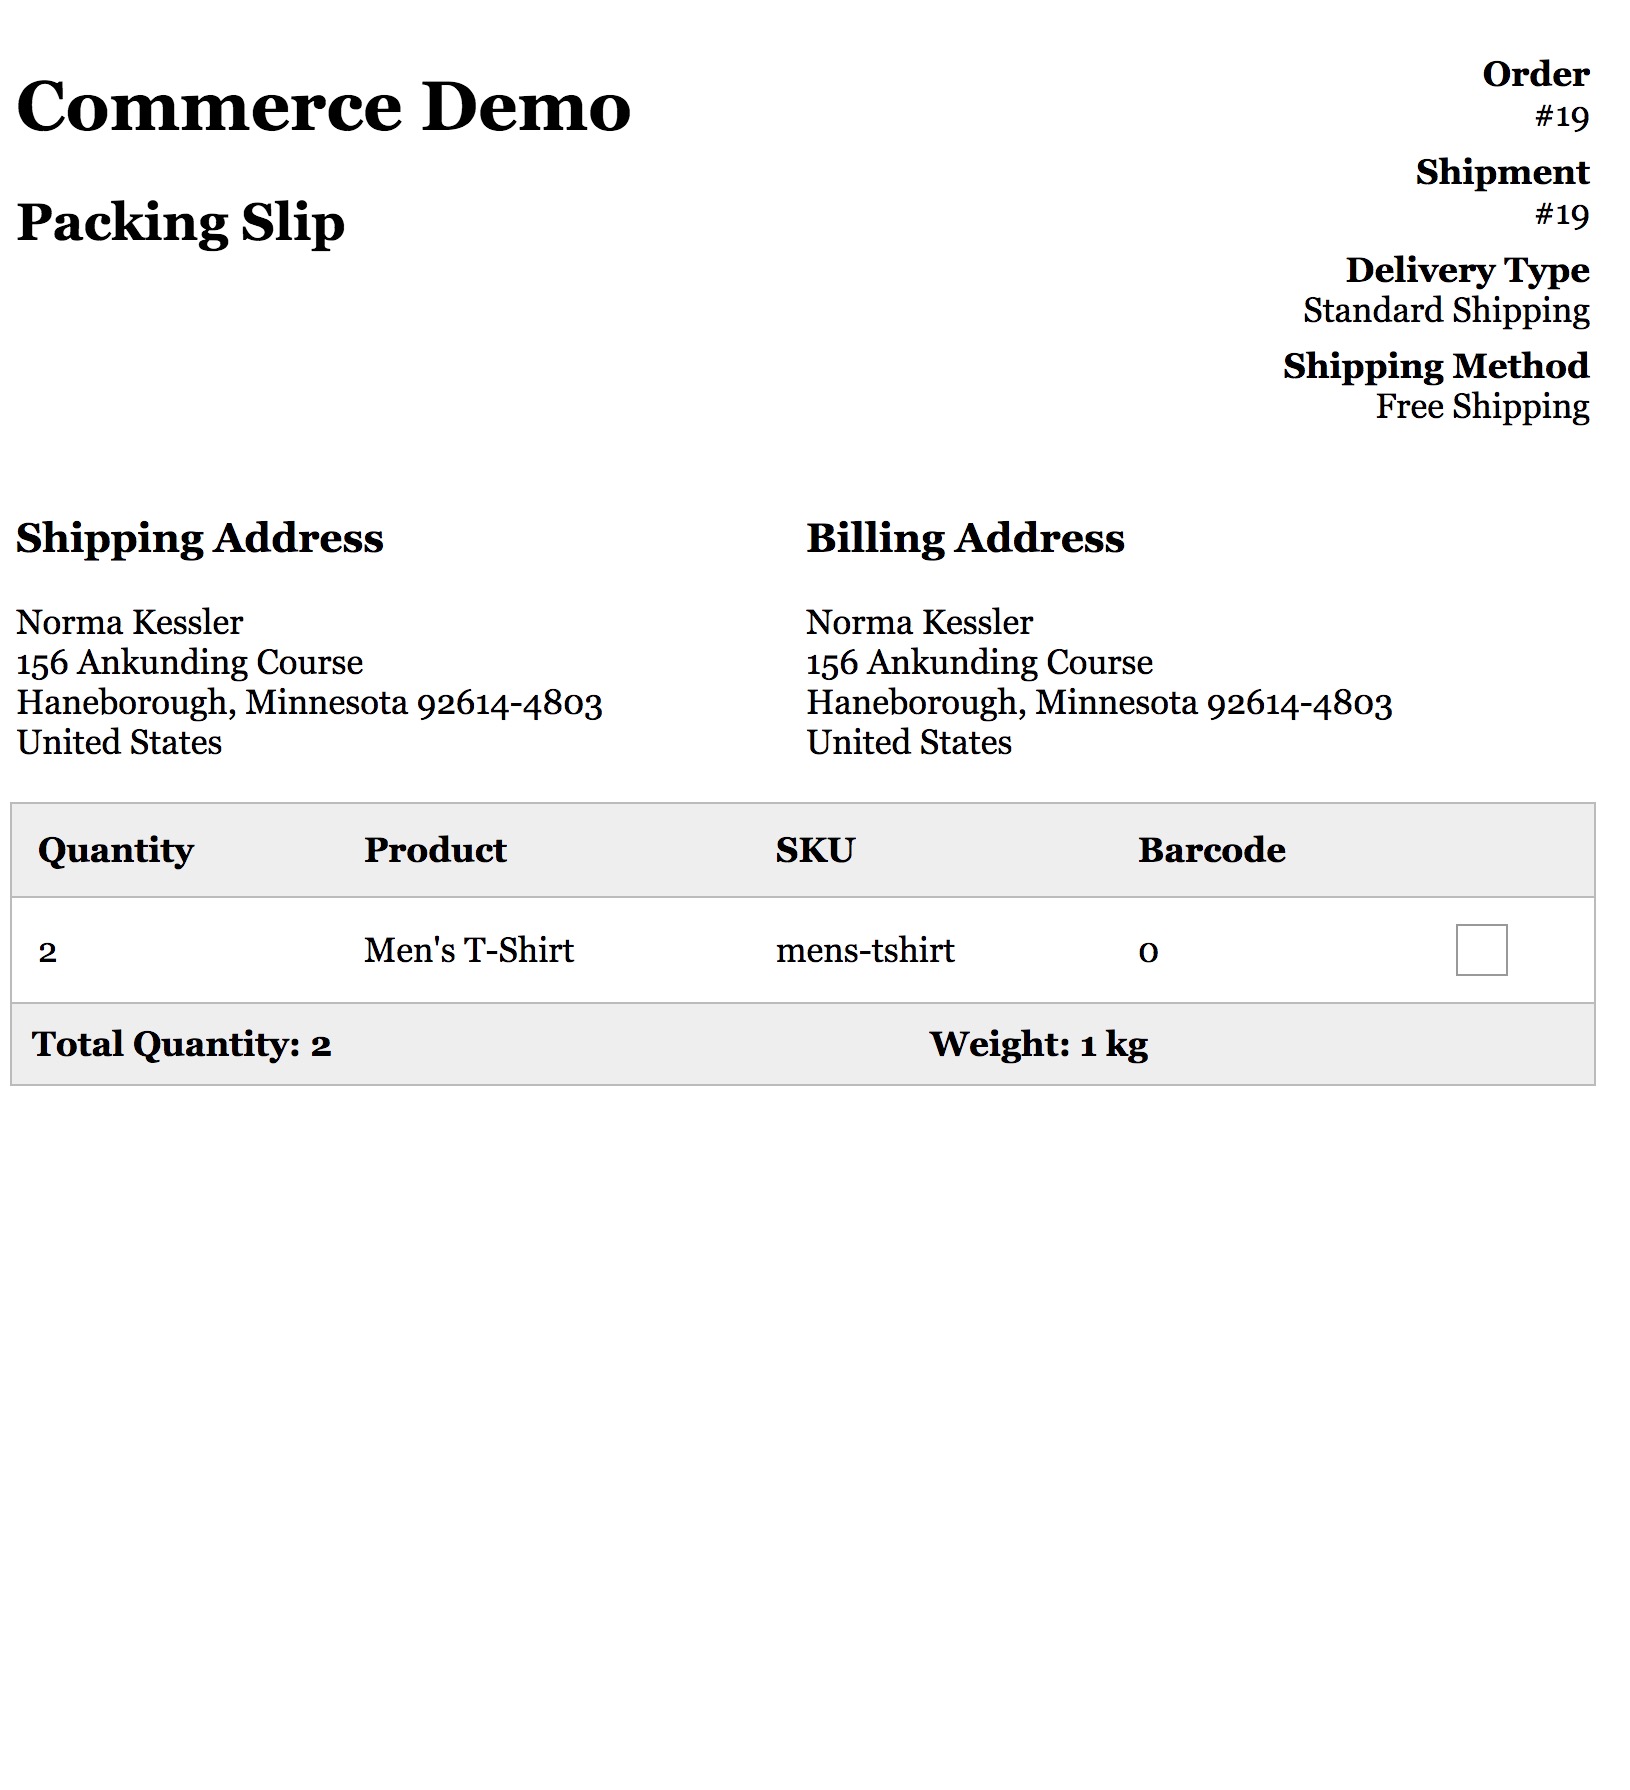 Commerce Demo
Packing Slip
Order
#19
Shipment
#19
Delivery Type
Standard Shipping
Shipping Method
Free Shipping
Shipping Address
Norma Kessler
156 Ankunding Course
Haneborough, Minnesota 92614-4803
United States
Billing Address
Norma Kessler
156 Ankunding Course
Haneborough, Minnesota 92614-4803
United States
Quantity Product SKU Barcode
2 Men's T-Shirt mens-tshirt 0
Total Quantity: 2 Weight: 1 kg